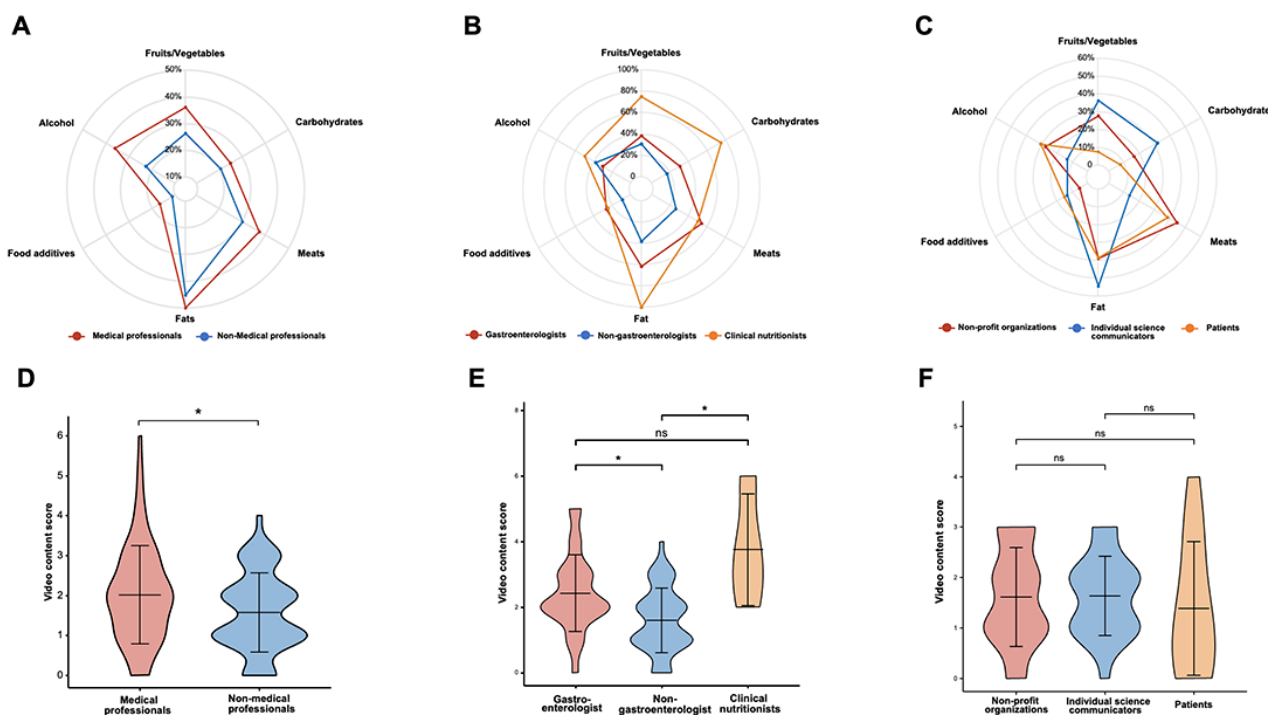 A
Fruits/Vegetables
50%
40%
30%
20%
10%
Alcohol
Carbohydrates
Food additives
Meats
Fats
Medical professionals
Non-Medical professionals
B
Fruits/Vegetables
100%
80%
60%
40%
20%
0
Alcohol
Carbohydrates
Food additives
Meats
Fat
Gastroenterologists
Non-gastroenterologists
Clinical nutritionists
C
Fruits/Vegetables
60%
50%
40%
30%
20%
10%
0
Alcohol
Carbohydrates
Food additives
Meats
Fat
Non-profit organizations
Individual science
communicators
Patients
D
*
Video content score
6
5
4
3
2
1
0
Medical
professionals
Non-medical
professionals
E
*
ns
*
Video content score
8
6
4
2
0
Gastro-
enterologist
Non-
gastroenterologist
Clinical
nutritionists
F
ns
ns
ns
Video content score
5
4
3
2
1
0
Non-profit
organizations
Individual science
communicators
Patients